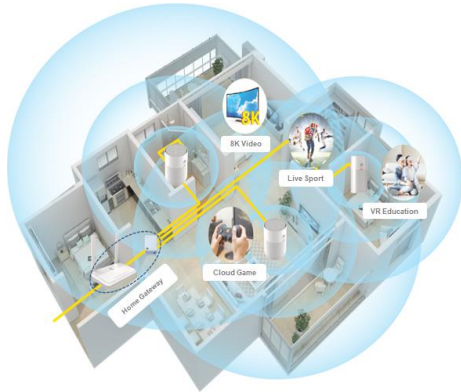 8K
8K Video
Live Sport
VR Education
Cloud Game
Home Gateway